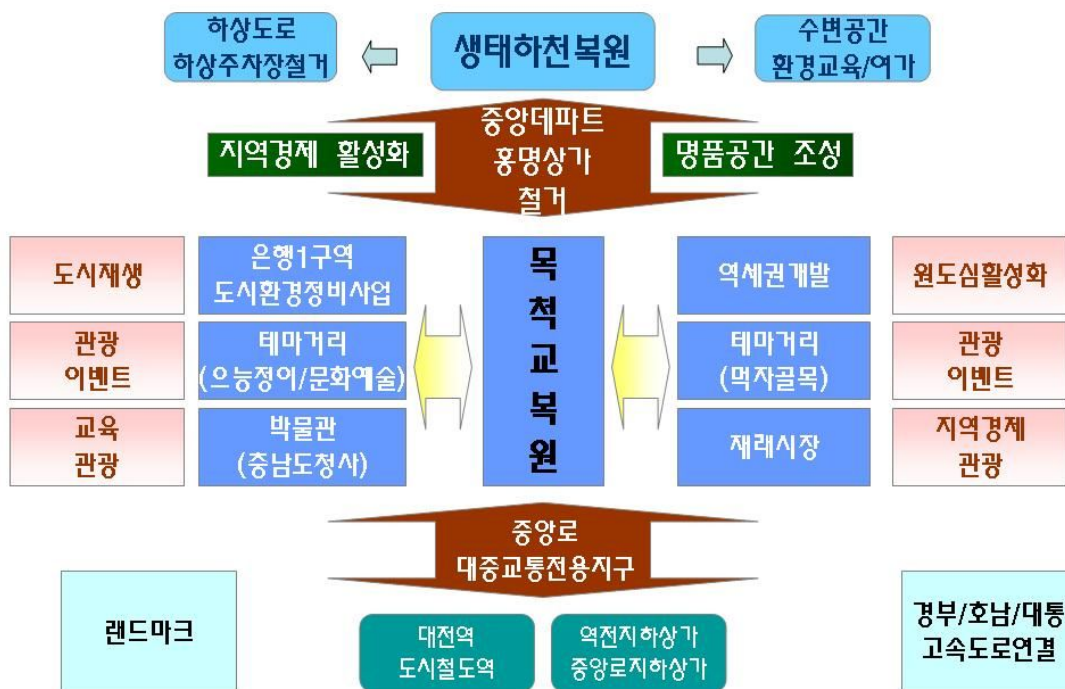 하상도로
하상주차장철거
생태하천복원
수변공간
환경교육/여가
중앙데파트
홍명상가
철거
지역경제 활성화
명품공간 조성
도시재생
은행1구역
도시환경정비사업
목
척
교
복
원
역세권개발
원도심활성화
관광
이벤트
테마거리
(으능정이/문화예술)
테마거리
(먹자골목)
관광
이벤트
교육
관광
박물관
(충남도청사)
재래시장
지역경제
관광
중앙로
대중교통전용지구
랜드마크
대전역
도시철도역
역전지하상가
중앙로지하상가
경부/호남/대통
고속도로연결